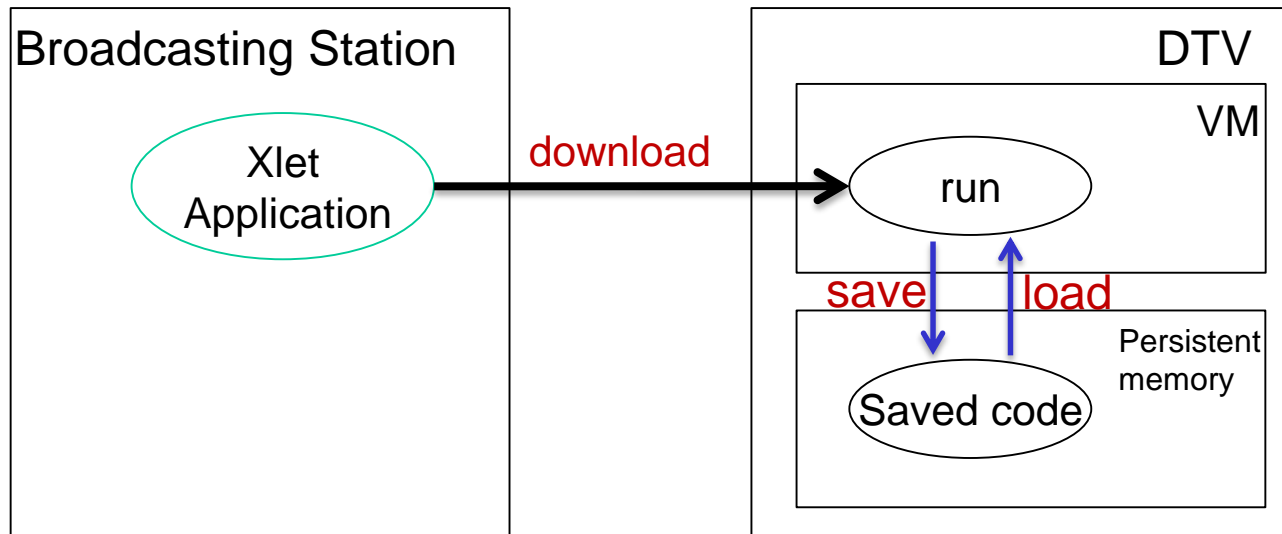 Broadcasting Station
DTV
VM
Xlet
Application
download
run
save
load
Persistent
memory
Saved code